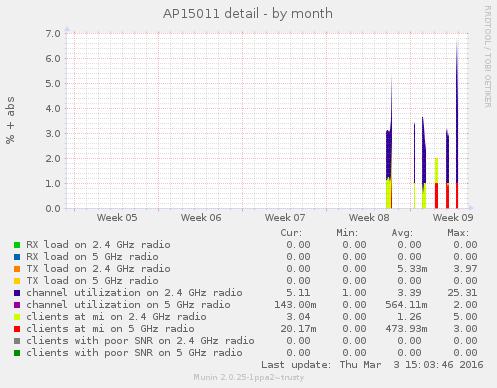 AP15011 detail - by month
RRDTOOL / TOBI OETIKER
% + abs
7.0
6.0
5.0
4.0
3.0
2.0
1.0
0.0
Week 05 Week 06 Week 07 Week 08 Week 09
Cur: Min: Avg: Max:
RX load on 2.4 GHz radio 0.00 0.00 0.00 0.00
RX load on 5 GHz radio 0.00 0.00 0.00 0.00
TX load on 2.4 GHz radio 0.00 0.00 5.33m 3.97
TX load on 5 GHz radio 0.00 0.00 0.00 0.00
channel utilization on 2.4 GHz radio 5.11 1.00 3.39 25.31
channel utilization on 5 GHz radio 143.00m 0.00 564.11m 2.00
clients at mi on 2.4 GHz radio 3.04 0.00 1.26 5.00
clients at mi on 5 GHz radio 20.17m 0.00 473.93m 3.00
clients with poor SNR on 2.4 GHz radio 0.00 0.00 0.00 0.00
clients with poor SNR on 5 GHz radio 0.00 0.00 0.00 0.00
Last update: Thu Mar 3 15:03:46 2016
Munin 2.0.25-1ppa2~trusty